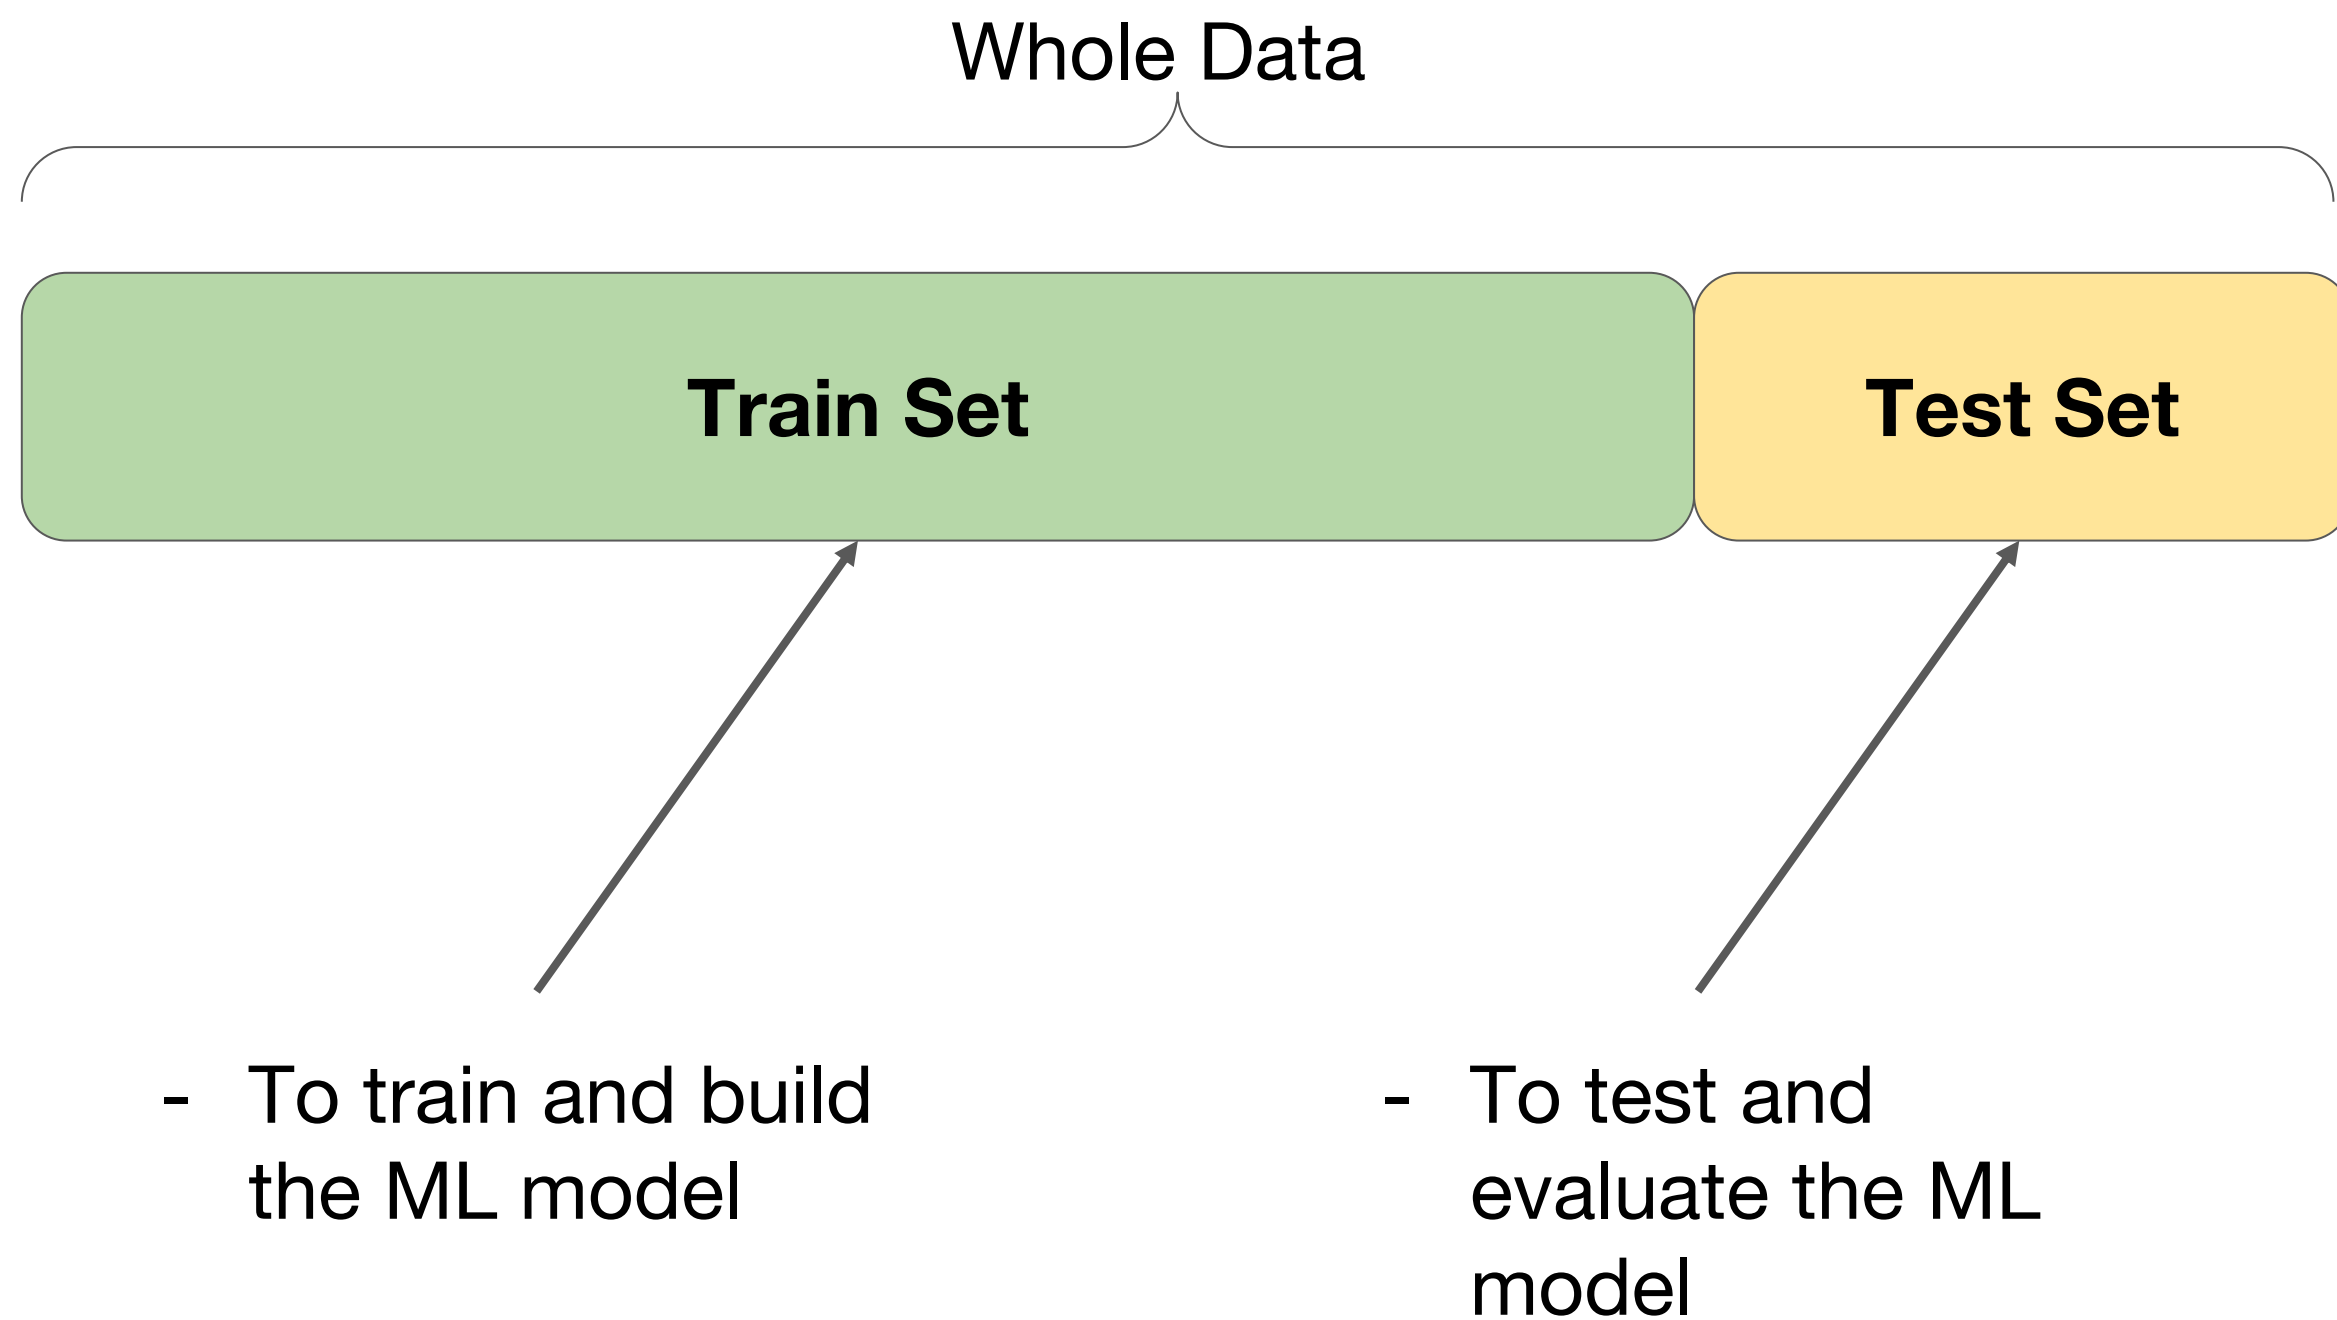 Whole Data
Train Set
Test Set
- To train and build
the ML model
- To test and
evaluate the ML
model